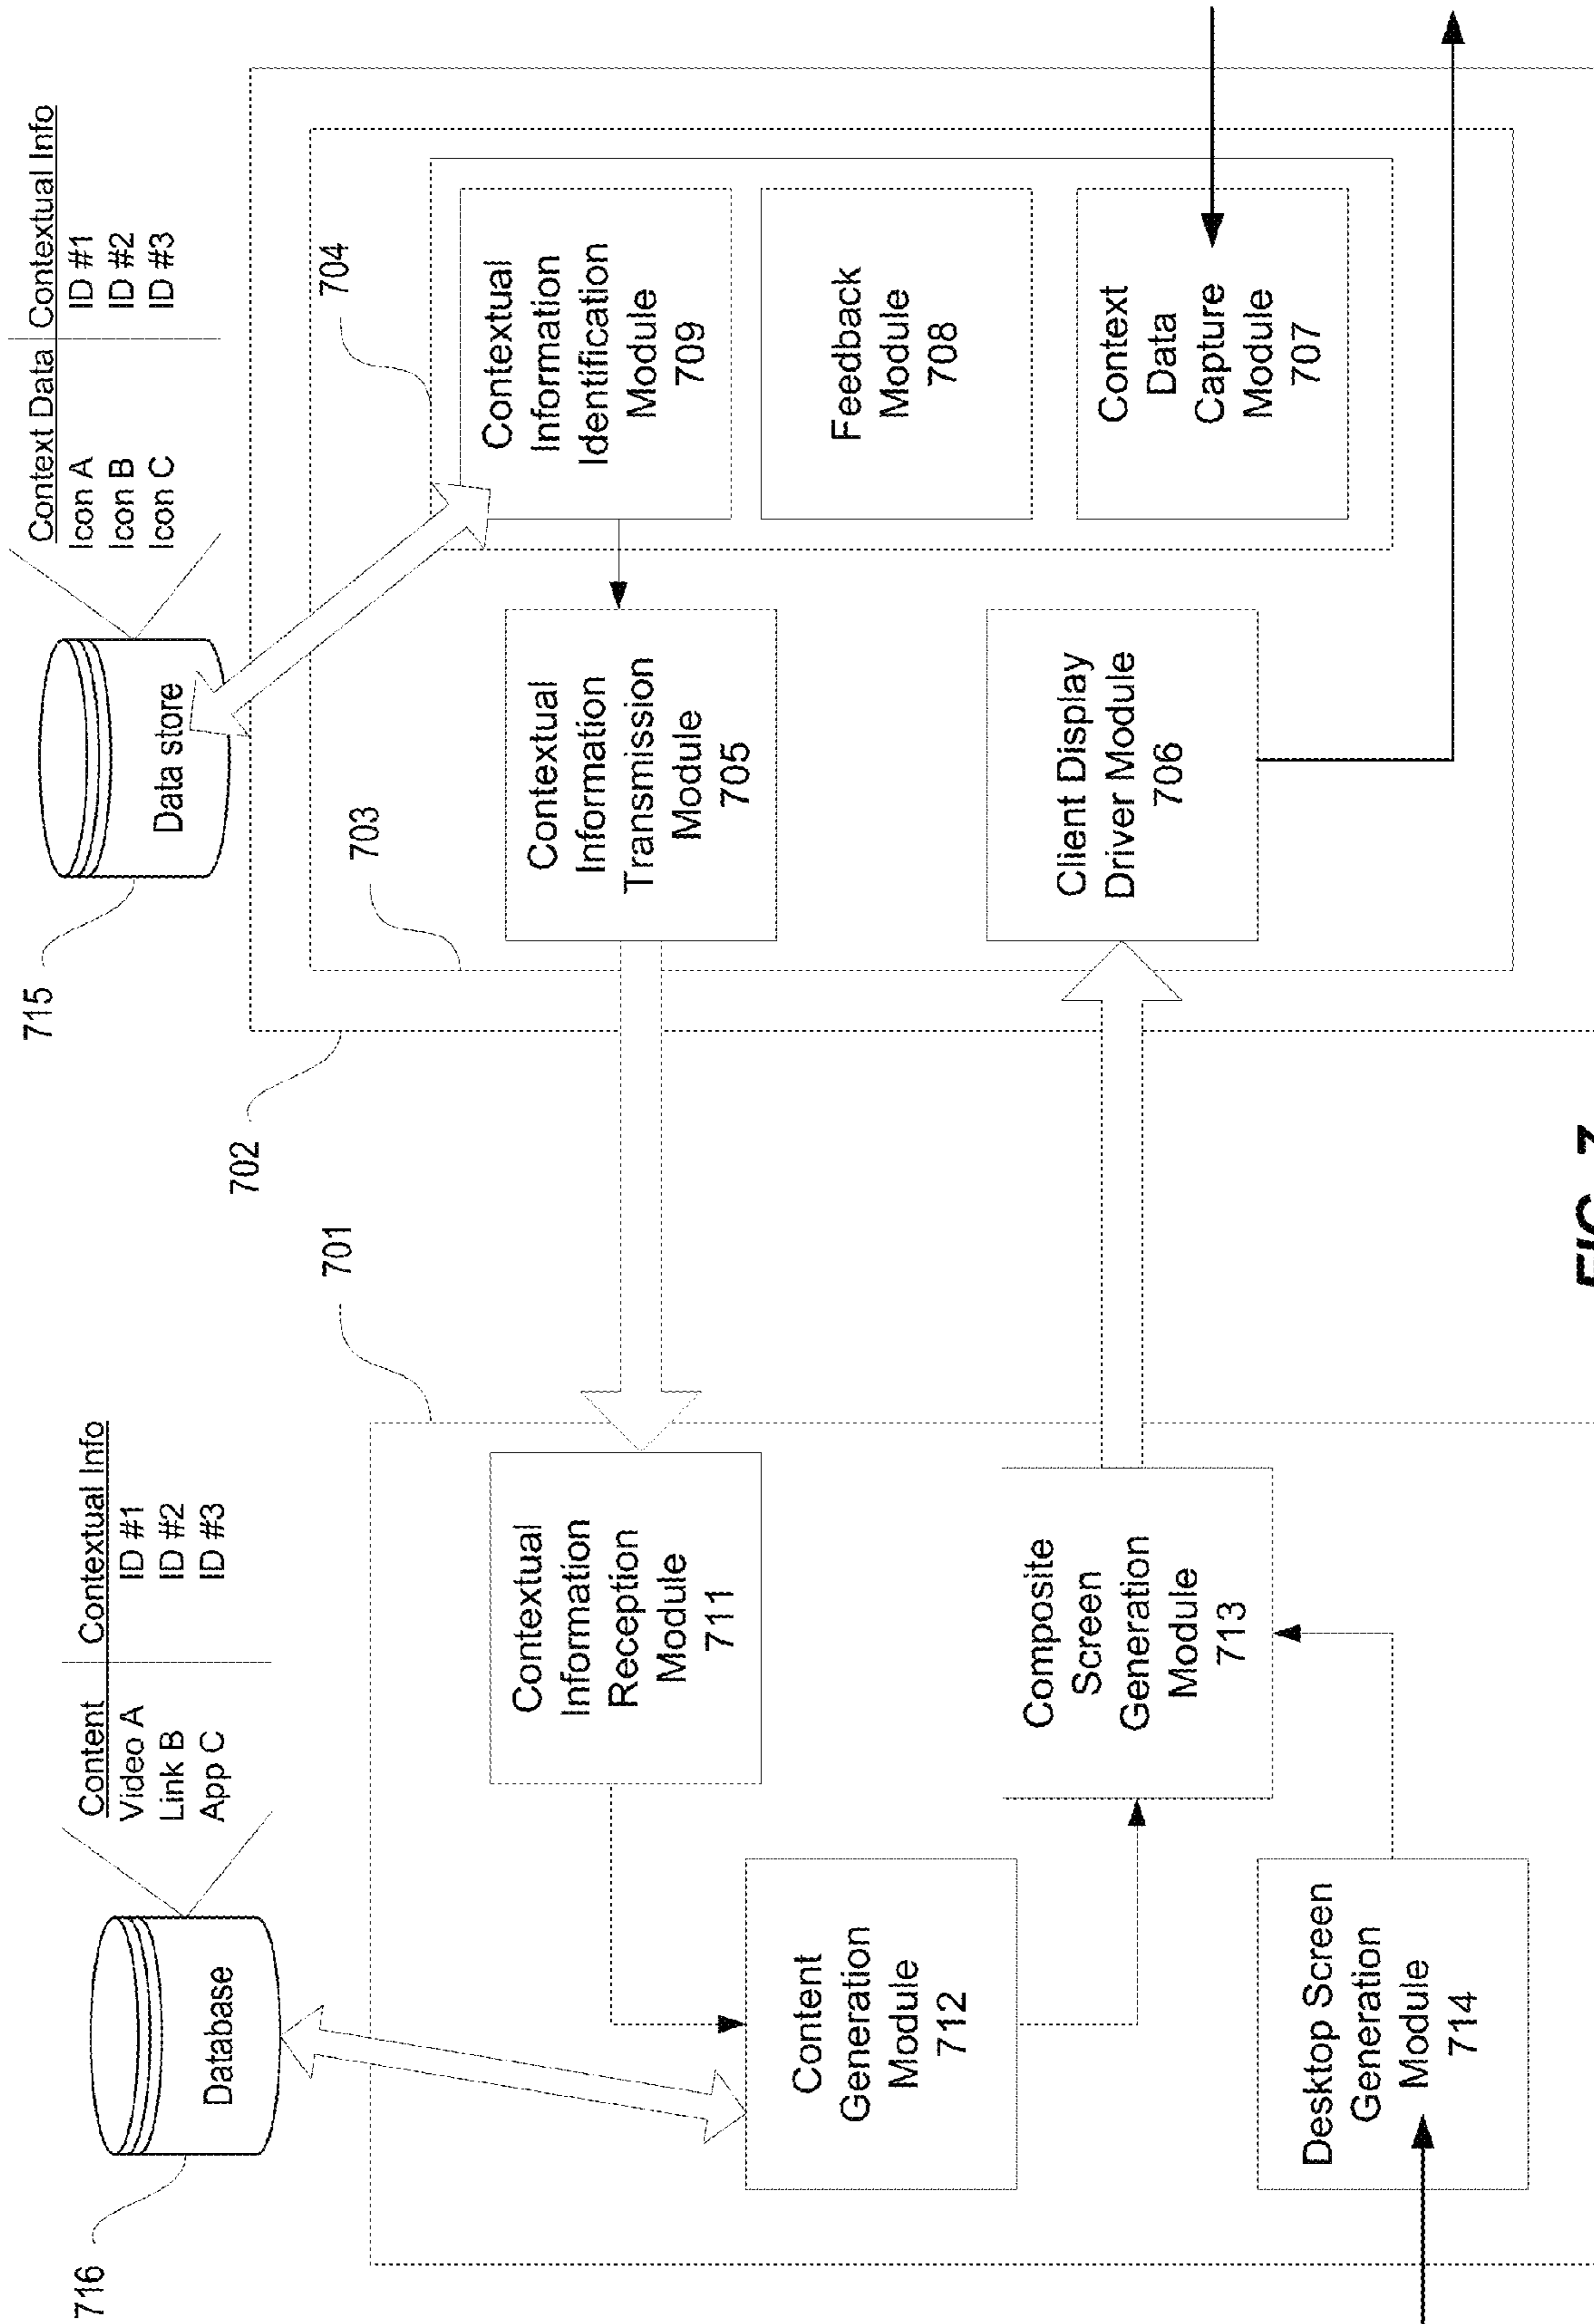 716
Database
Content Contextual Info
Video A ID #1
Link B ID #2
App C ID #3
701
Contextual
Information
Reception
Module
711
Content
Generation
Module
712
Composite
Screen
Generation
Module
713
Desktop Screen
Generation
Module
714
715
Data store
Context Data Contextual Info
Icon A ID #1
Icon B ID #2
Icon C ID #3
702
703
704
Contextual
Information
Transmission
Module
705
Contextual
Information
Identification
Module
709
Feedback
Module
708
Client Display
Driver Module
706
Context
Data
Capture
Module
707
FIG. 7